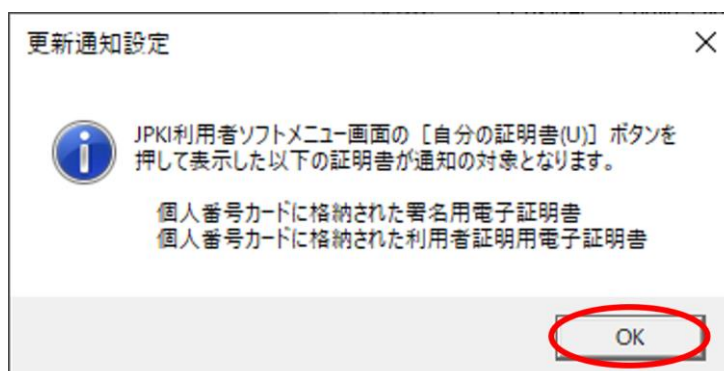 更新通知設定
JPKI利用者ソフトメニュー画面の［自分の証明書(U)］ボタンを
押して表示した以下の証明書が通知の対象となります。
個人番号カードに格納された署名用電子証明書
個人番号カードに格納された利用者証明用電子証明書
OK